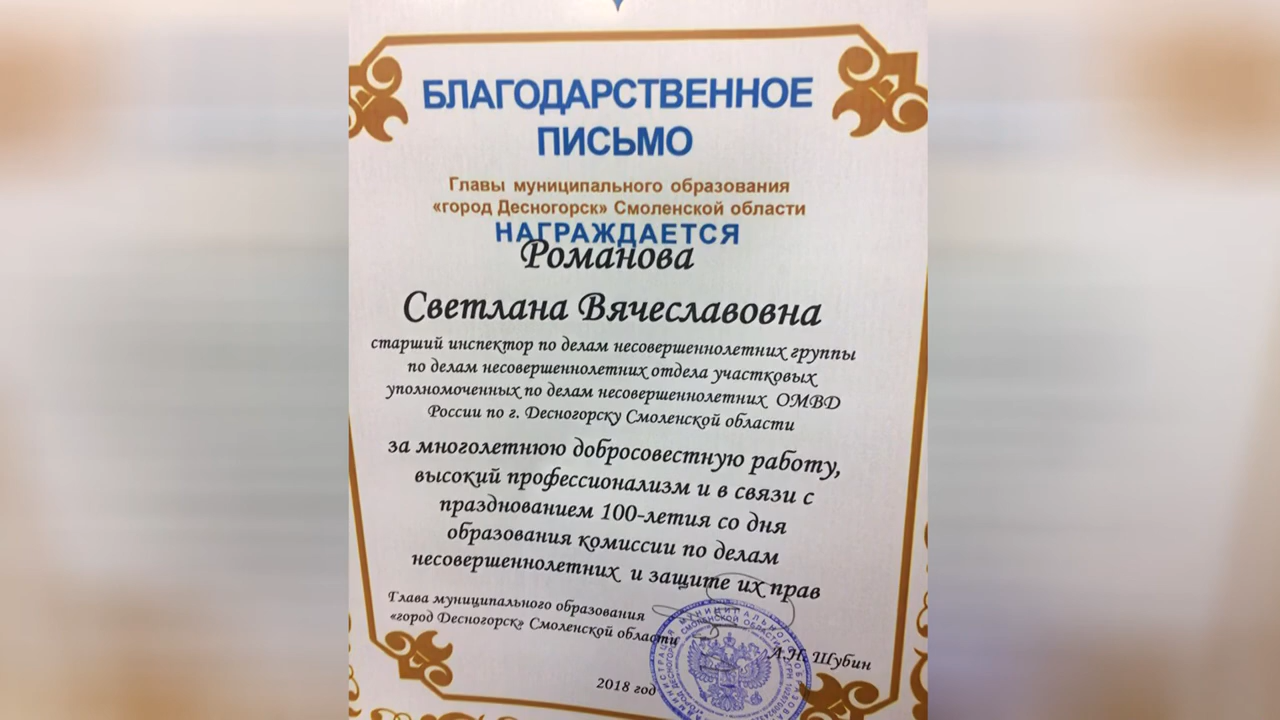 БЛАГОДАРСТВЕННОЕ
ПИСЬМО
Главы муниципального образования
«город Десногорск» Смоленской области
НАГРАЖДАЕТСЯ
Романова
Светлана Вячеславовна
старший инспектор по делам несовершеннолетних группы
по делам несовершеннолетних отдела участковых
уполномоченных по делам несовершеннолетних ОМВД
России по г. Десногорску Смоленской области
за многолетнюю добросовестную работу,
высокий профессионализм и в связи с
празднованием 100-летия со дня
образования комиссии по делам
несовершеннолетних и защите их прав
Глава муниципального образования
«город Десногорск» Смоленской области
А.Н. Шубин
2018 год